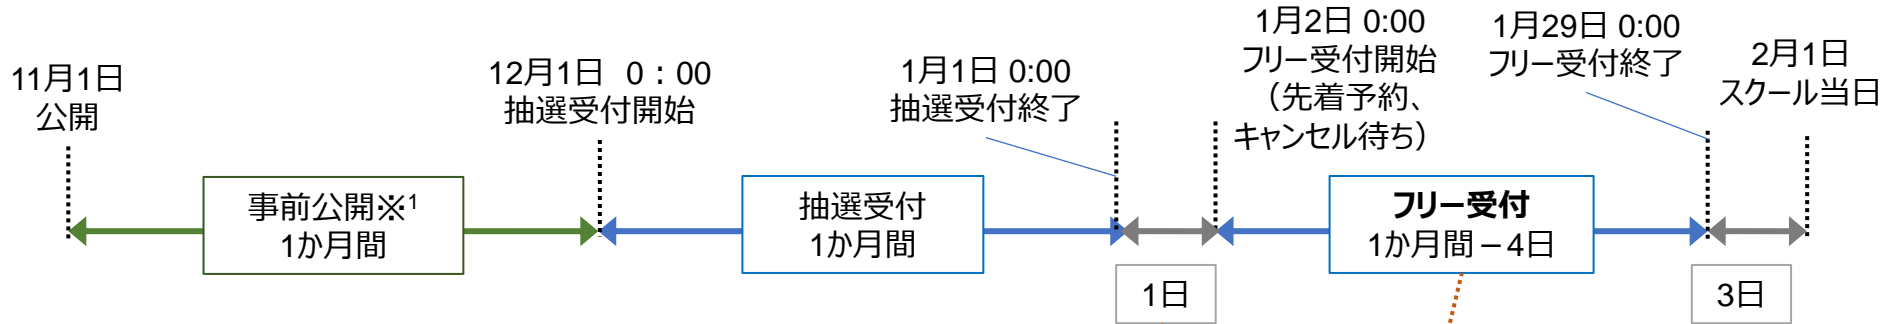 11月1日
公開
12月1日 0：00
抽選受付開始
1月1日 0:00
抽選受付終了
1月2日 0:00
フリー受付開始
（先着予約、
キャンセル待ち）
1月29日 0:00
フリー受付終了
2月1日
スクール当日
事前公開※1
1か月間
抽選受付
1か月間
フリー受付
1か月間－4日
1日
3日